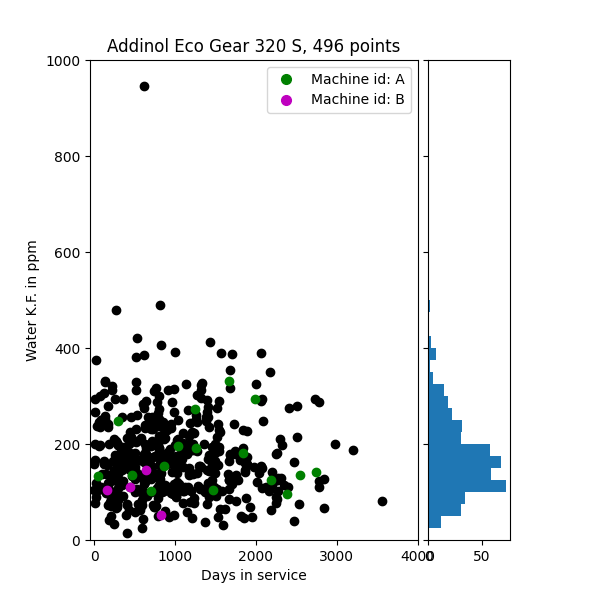 Addinol Eco Gear 320 S, 496 points
Machine id: A
Machine id: B
1000
800
600
400
200
0
Water K.F. in ppm
0
1000
2000
3000
4000
Days in service
0
50